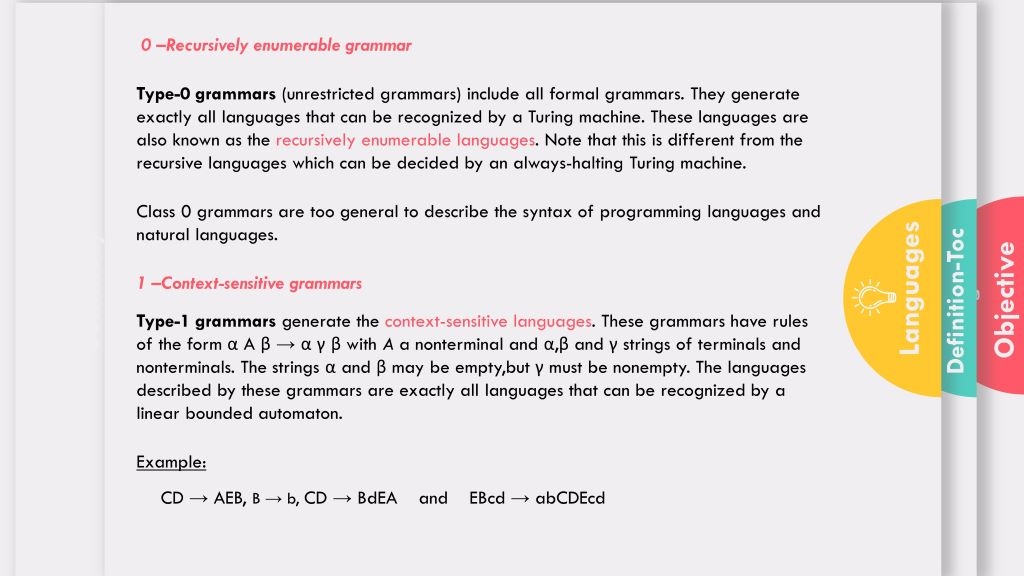 0 –Recursively enumerable grammar
Type-0 grammars (unrestricted grammars) include all formal grammars. They generate
exactly all languages that can be recognized by a Turing machine. These languages are
also known as the recursively enumerable languages. Note that this is different from the
recursive languages which can be decided by an always-halting Turing machine.
Class 0 grammars are too general to describe the syntax of programming languages and
natural languages.
1 –Context-sensitive grammars
Type-1 grammars generate the context-sensitive languages. These grammars have rules
of the form α A β → α γ β with A a nonterminal and α,β and γ strings of terminals and
nonterminals. The strings α and β may be empty,but γ must be nonempty. The languages
described by these grammars are exactly all languages that can be recognized by a
linear bounded automaton.
Example:
CD → AEB, B → b, CD → BdEA and EBcd → abCDEcd
Languages
Definition-Toc
Objective